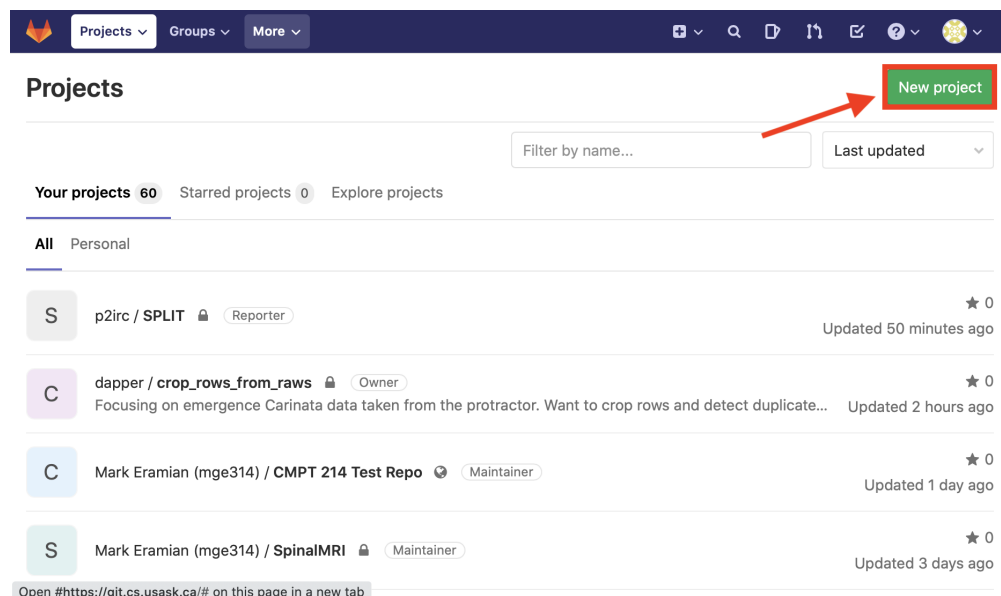 Projects Groups More
Projects
New project
Filter by name... Last updated
Your projects 60 Starred projects 0 Explore projects
All Personal
S p2irc / SPLIT Reporter 0
Updated 50 minutes ago
C dapper / crop_rows_from_raws Owner 0
Focusing on emergence Carinata data taken from the protractor. Want to crop rows and detect duplicate... Updated 2 hours ago
C Mark Eramian (mge314) / CMPT 214 Test Repo Maintainer 0
Updated 1 day ago
S Mark Eramian (mge314) / SpinalMRI Maintainer 0
Updated 3 days ago
Open #https://git.cs.usask.ca/# on this page in a new tab